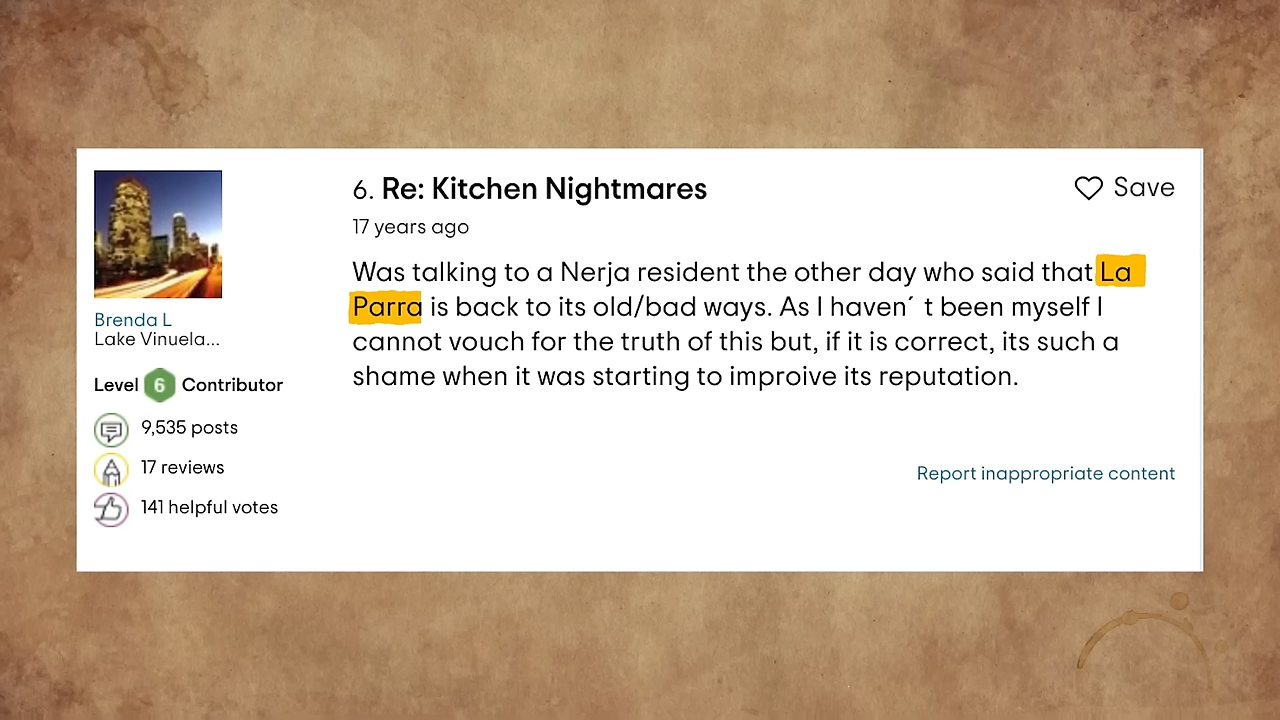 6. Re: Kitchen Nightmares
Save
17 years ago
Was talking to a Nerja resident the other day who said that La
Parra is back to its old/bad ways. As I haven´ t been myself I
cannot vouch for the truth of this but, if it is correct, its such a
shame when it was starting to improive its reputation.
Brenda L
Lake Vinuela...
Level 6 Contributor
9,535 posts
17 reviews
141 helpful votes
Report inappropriate content